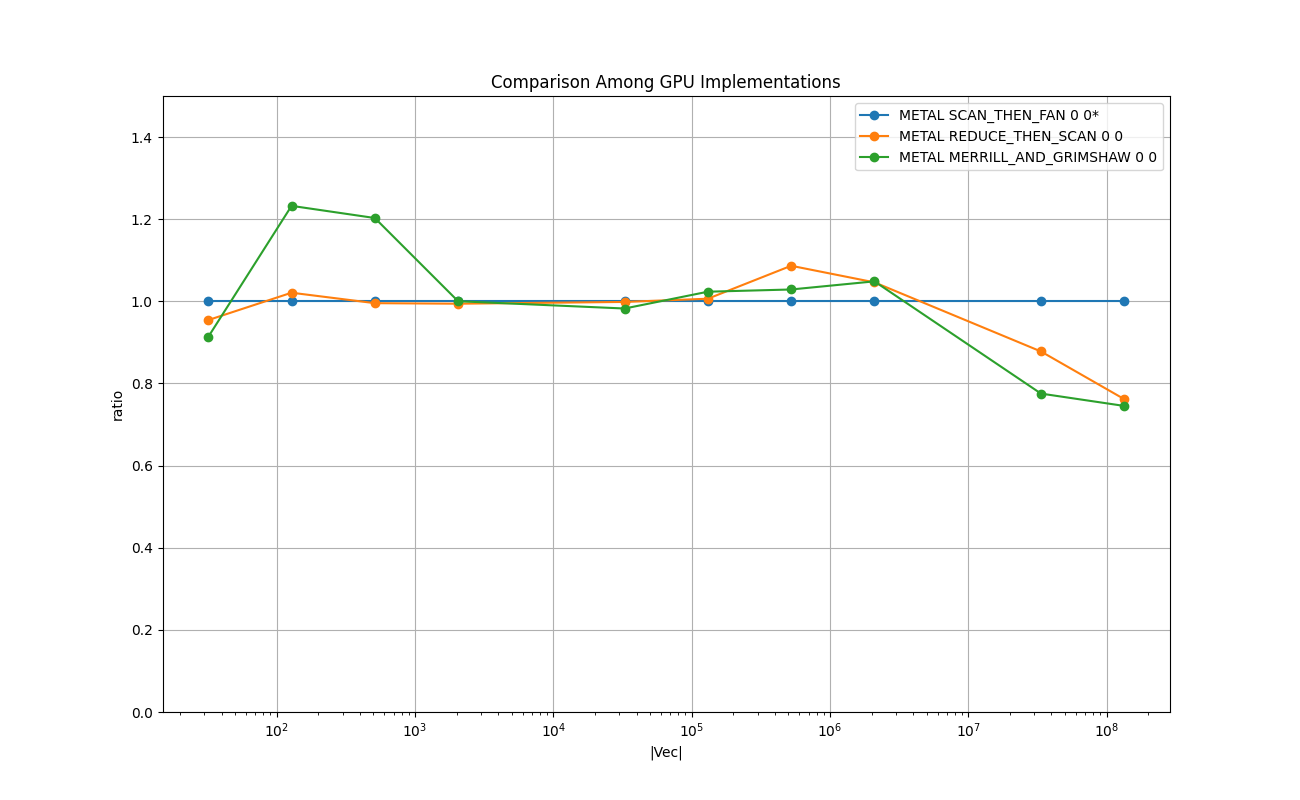 Comparison Among GPU Implementations
METAL SCAN_THEN_FAN 0 0*
METAL REDUCE_THEN_SCAN 0 0
METAL MERRILL_AND_GRIMSHAW 0 0
ratio
1.4
1.2
1.0
0.8
0.6
0.4
0.2
0.0
10² 10³ 10⁴ 10⁵ 10⁶ 10⁷ 10⁸
|Vec|